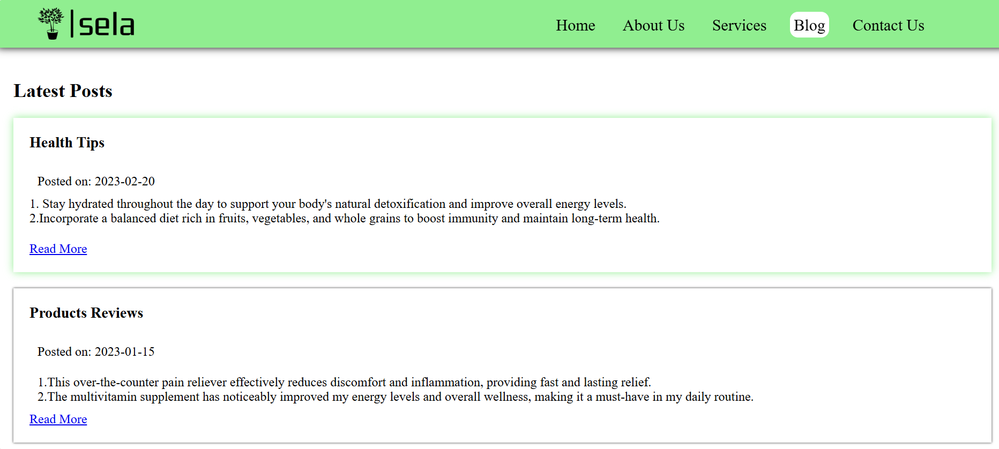 |sela
Home About Us Services Blog Contact Us
Latest Posts
Health Tips
Posted on: 2023-02-20
1. Stay hydrated throughout the day to support your body's natural detoxification and improve overall energy levels.
2.Incorporate a balanced diet rich in fruits, vegetables, and whole grains to boost immunity and maintain long-term health.
Read More
Products Reviews
Posted on: 2023-01-15
1.This over-the-counter pain reliever effectively reduces discomfort and inflammation, providing fast and lasting relief.
2.The multivitamin supplement has noticeably improved my energy levels and overall wellness, making it a must-have in my daily routine.
Read More